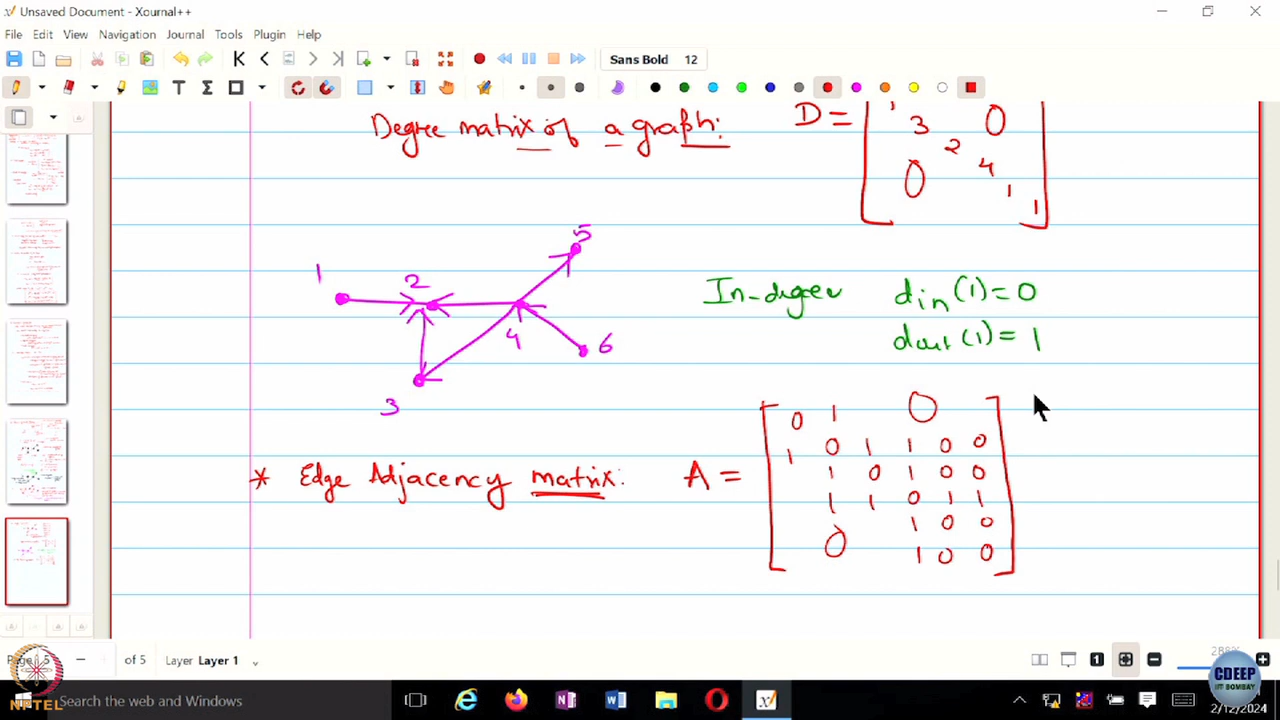 Unsaved Document - Xournal++
File Edit View Navigation Journal Tools Plugin Help
Sans Bold 12
Degree matrix of a graph:
D =
1
3 0
2
0 4
1
1
1 2 3 4 5 6
In-degree din(1)=0
dout(1)=1
* Edge Adjacency matrix: A =
0 1 0
1 0 1 1 0 0
1 0 1 0 0
1 1 0 1 1
1 0 0
0 1 0 0
of 5 Layer Layer 1
288%
Search the web and Windows
NPTEL
CDEEP
IIT BOMBAY
2/12/2024